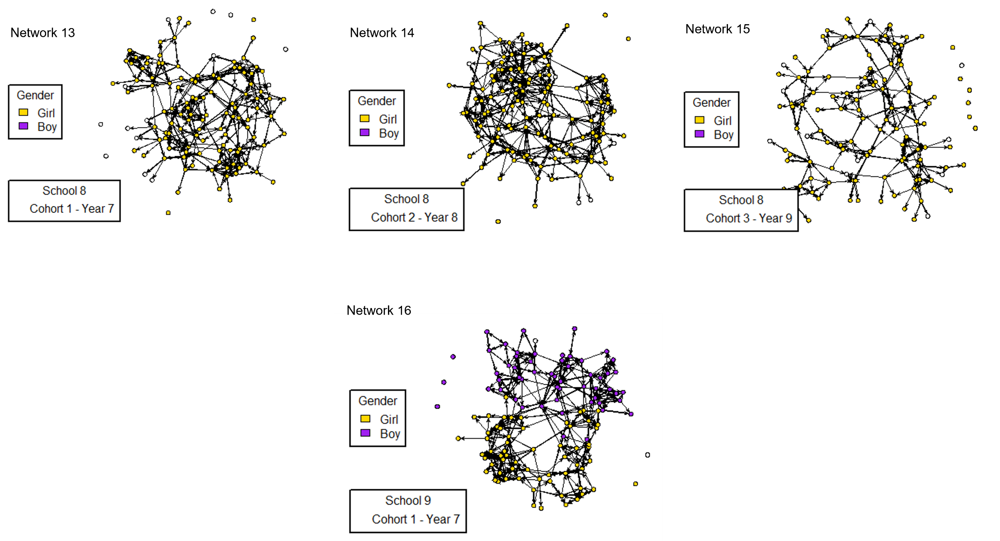 Network 13
Gender
Girl
Boy
School 8
Cohort 1 - Year 7
Network 14
Gender
Girl
Boy
School 8
Cohort 2 - Year 8
Network 15
Gender
Girl
Boy
School 8
Cohort 3 - Year 9
Network 16
Gender
Girl
Boy
School 9
Cohort 1 - Year 7